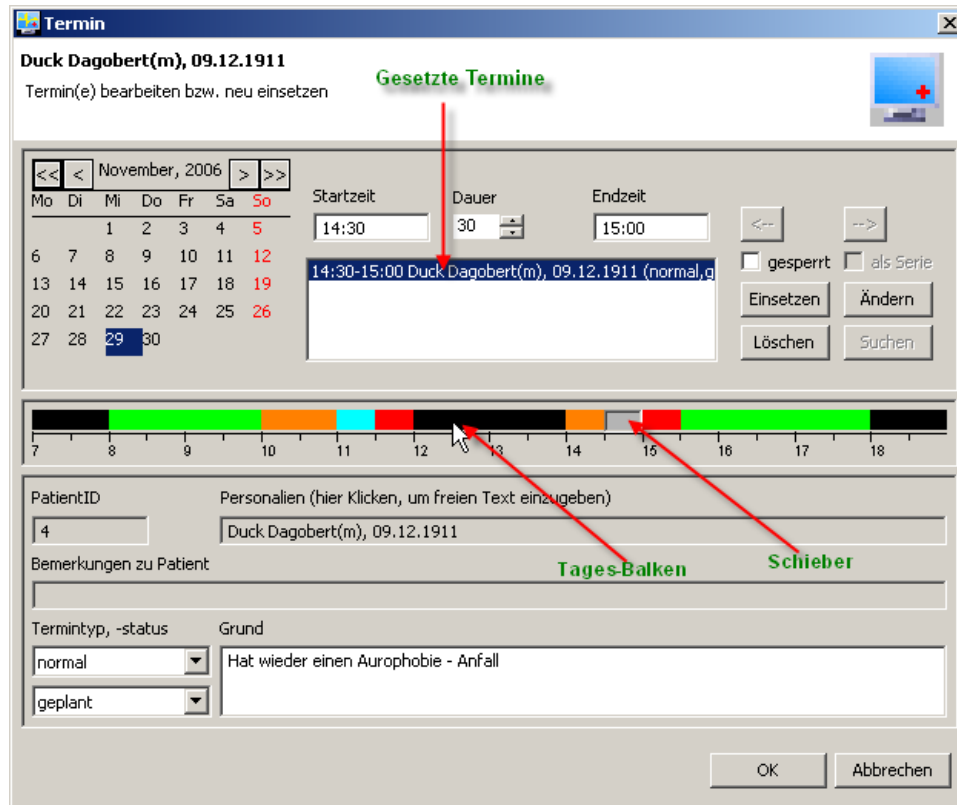 Termin
Duck Dagobert(m), 09.12.1911
Termin(e) bearbeiten bzw. neu einsetzen
Gesetzte Termine
<< < November, 2006 > >>
Mo Di Mi Do Fr Sa So
1 2 3 4 5
6 7 8 9 10 11 12
13 14 15 16 17 18 19
20 21 22 23 24 25 26
27 28 29 30
Startzeit Dauer Endzeit
14:30 30 15:00
14:30-15:00 Duck Dagobert(m), 09.12.1911 (normal,g
<-- -->
gesperrt als Serie
Einsetzen Ändern
Löschen Suchen
7 8 9 10 11 12 13 14 15 16 17 18
PatientID Personalien (hier Klicken, um freien Text einzugeben)
4 Duck Dagobert(m), 09.12.1911
Bemerkungen zu Patient
Tages-Balken
Schieber
Termintyp, -status Grund
normal Hat wieder einen Aurophobie - Anfall
geplant
OK Abbrechen